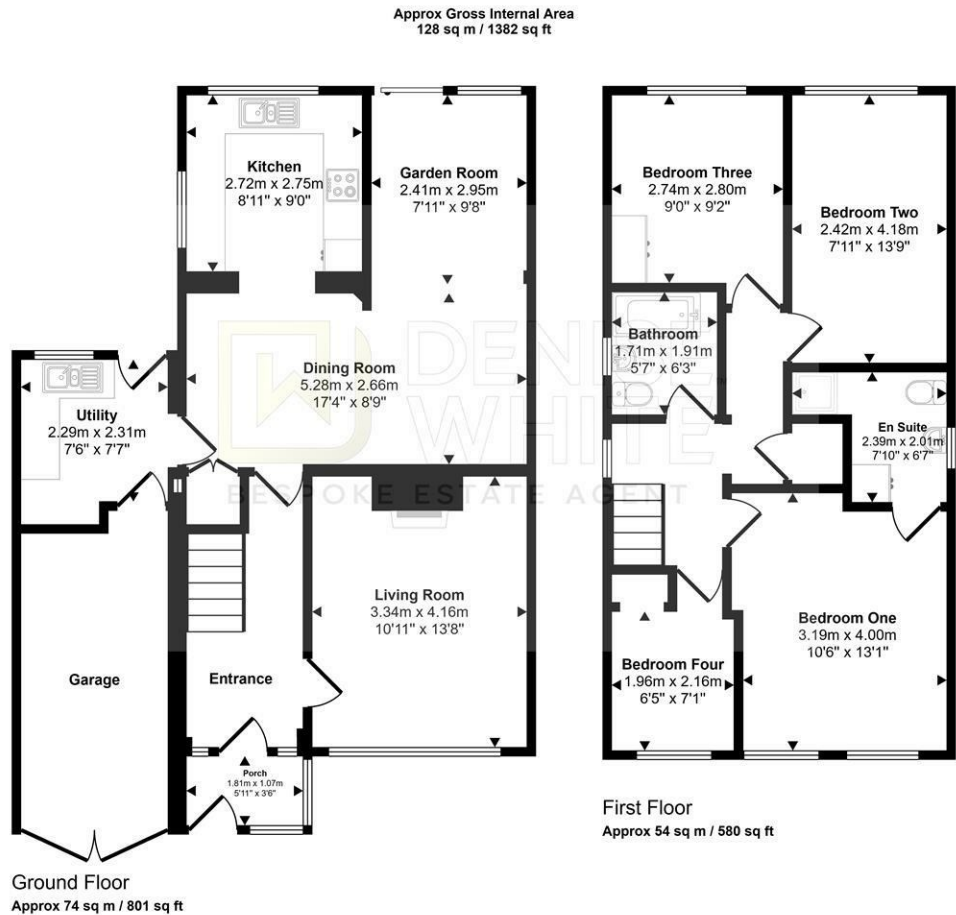 Approx Gross Internal Area
128 sq m / 1382 sq ft
Kitchen
2.72m x 2.75m
8'11" x 9'0"
Garden Room
2.41m x 2.95m
7'11" x 9'8"
Dining Room
5.28m x 2.66m
17'4" x 8'9"
Utility
2.29m x 2.31m
7'6" x 7'7"
Living Room
3.34m x 4.16m
10'11" x 13'8"
Garage
Entrance
Porch
1.81m x 1.07m
5'11" x 3'6"
Ground Floor
Approx 74 sq m / 801 sq ft
Bedroom Three
2.74m x 2.80m
9'0" x 9'2"
Bedroom Two
2.42m x 4.18m
7'11" x 13'9"
Bathroom
1.71m x 1.91m
5'7" x 6'3"
En Suite
2.39m x 2.01m
7'10" x 6'7"
Bedroom One
3.19m x 4.00m
10'6" x 13'1"
Bedroom Four
1.96m x 2.16m
6'5" x 7'1"
First Floor
Approx 54 sq m / 580 sq ft
DENISE
WHITE
BESPOKE ESTATE AGENT